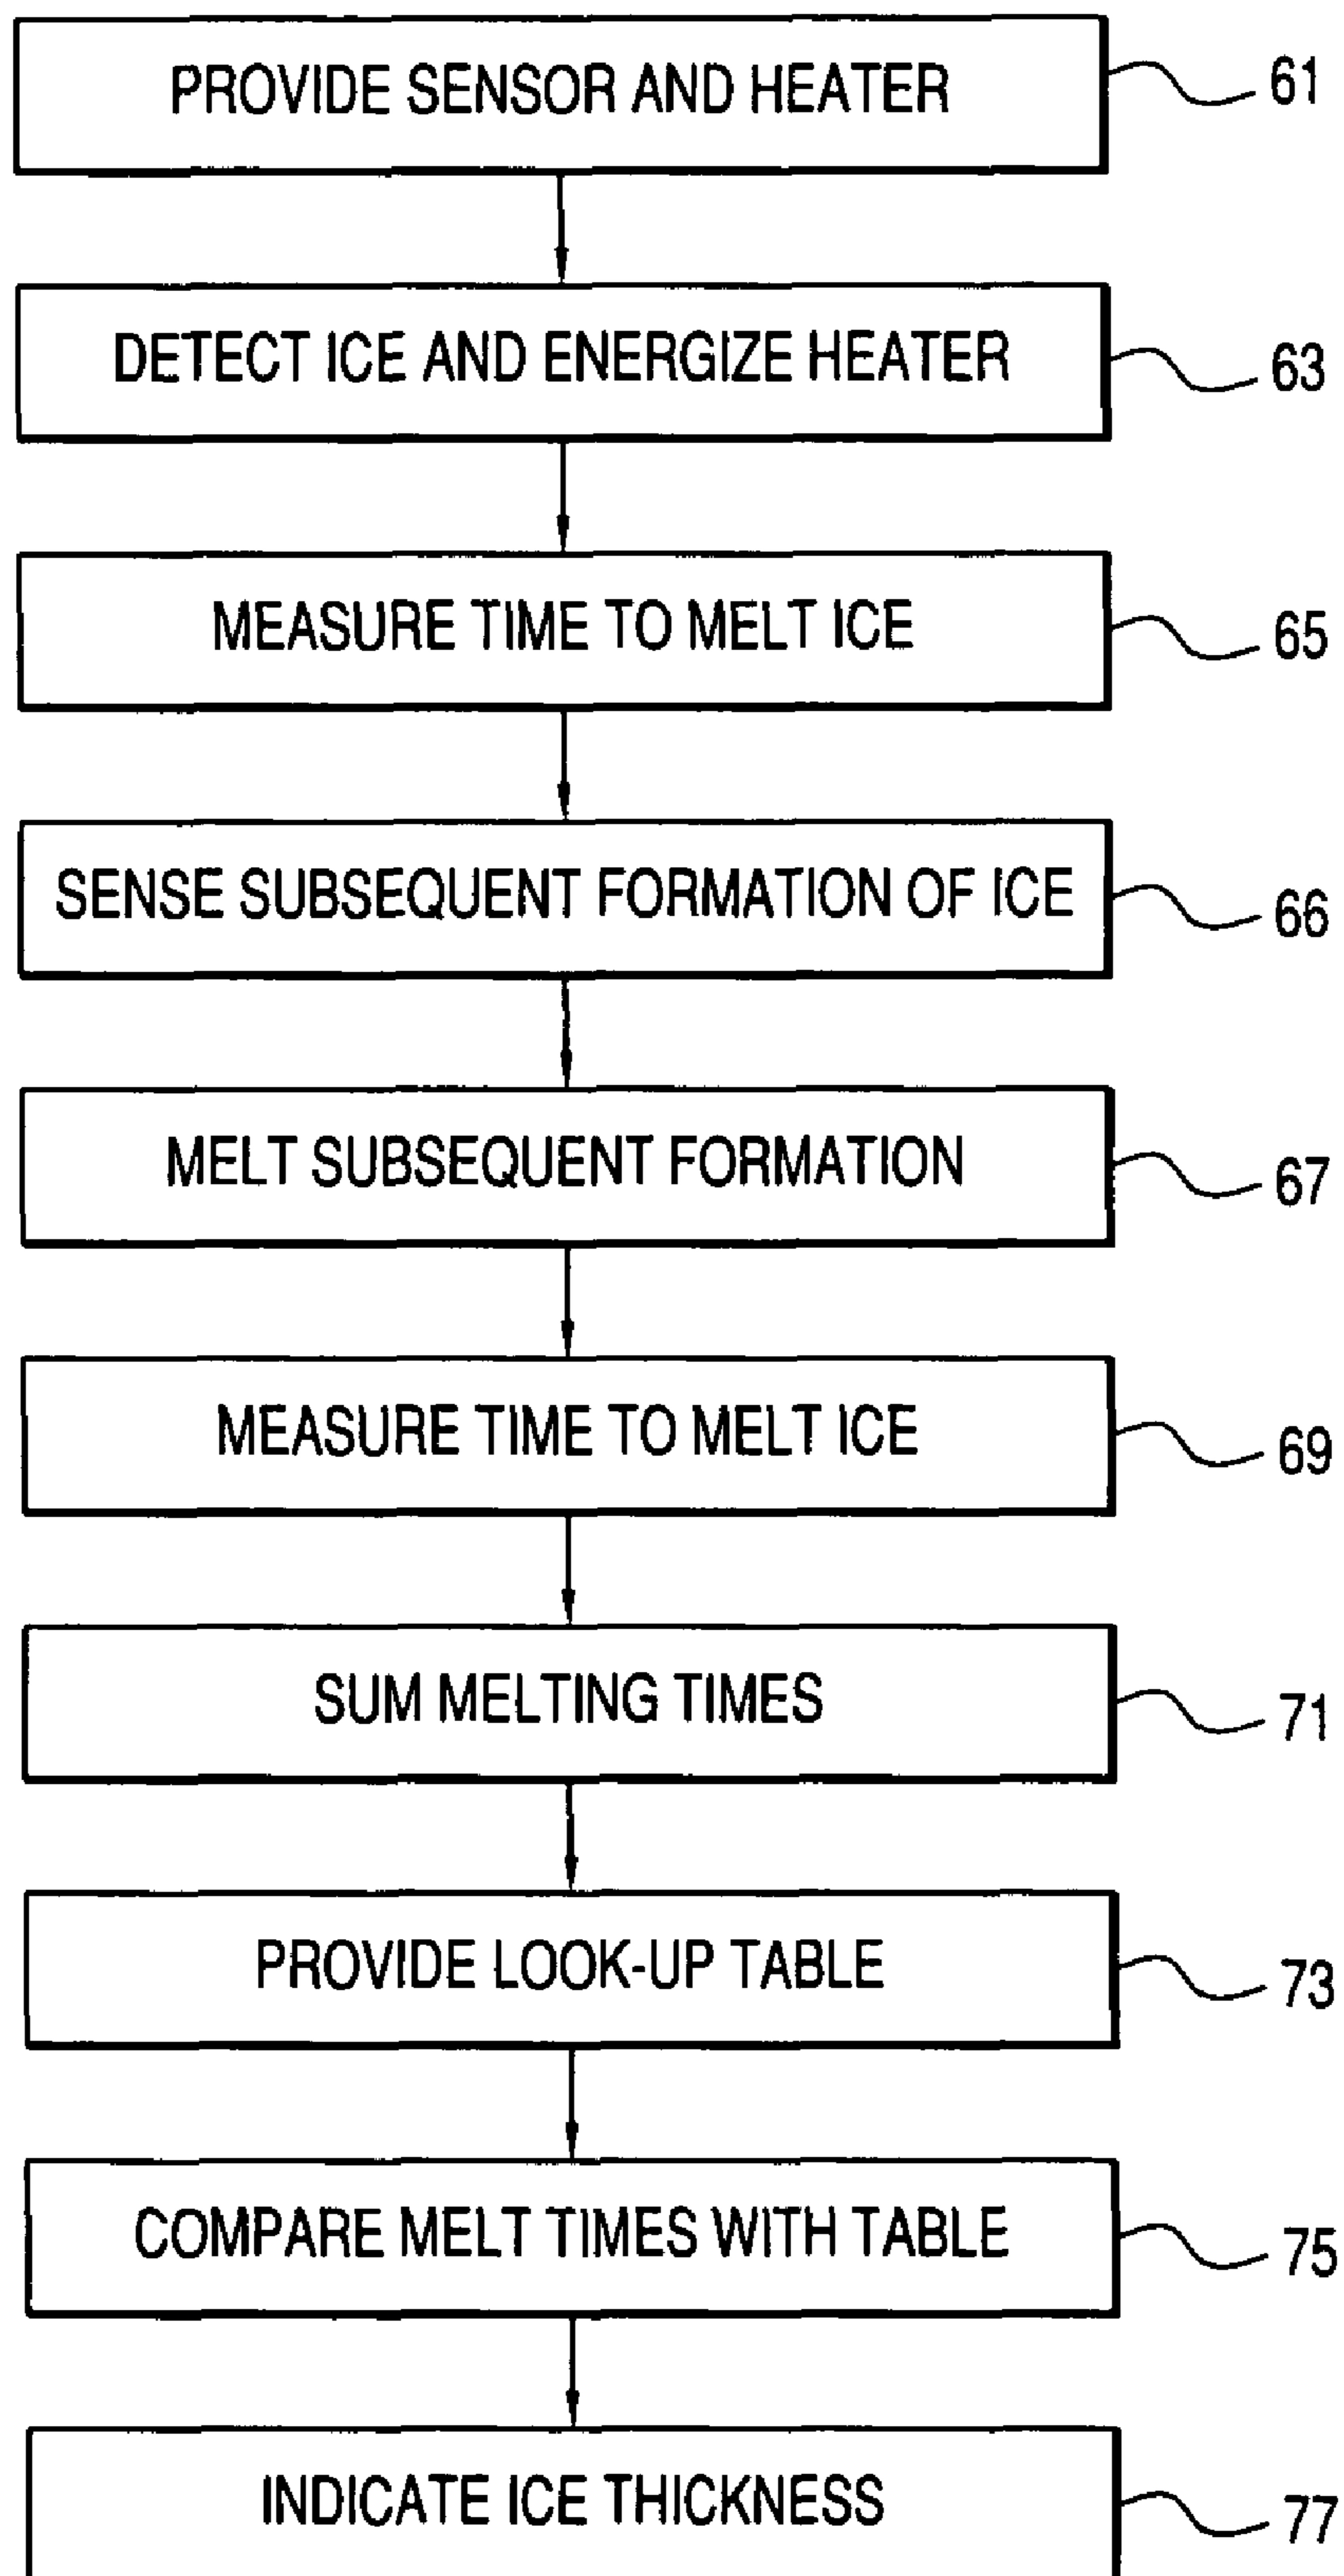 PROVIDE SENSOR AND HEATER 61
DETECT ICE AND ENERGIZE HEATER 63
MEASURE TIME TO MELT ICE 65
SENSE SUBSEQUENT FORMATION OF ICE 66
MELT SUBSEQUENT FORMATION 67
MEASURE TIME TO MELT ICE 69
SUM MELTING TIMES 71
PROVIDE LOOK-UP TABLE 73
COMPARE MELT TIMES WITH TABLE 75
INDICATE ICE THICKNESS 77